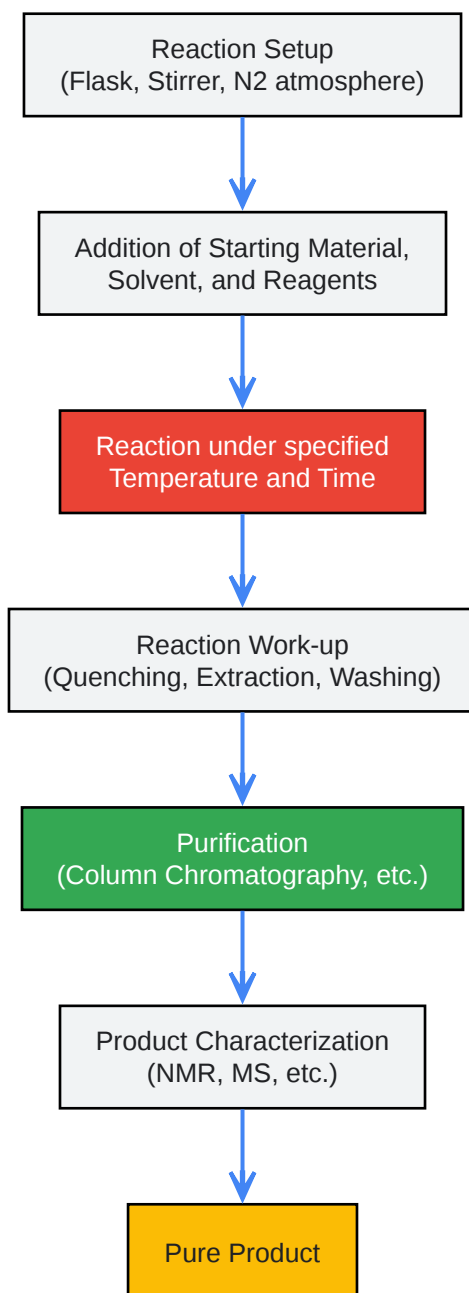 Reaction Setup
(Flask, Stirrer, N2 atmosphere)
Addition of Starting Material,
Solvent, and Reagents
Reaction under specified
Temperature and Time
Reaction Work-up
(Quenching, Extraction, Washing)
Purification
(Column Chromatography, etc.)
Product Characterization
(NMR, MS, etc.)
Pure Product